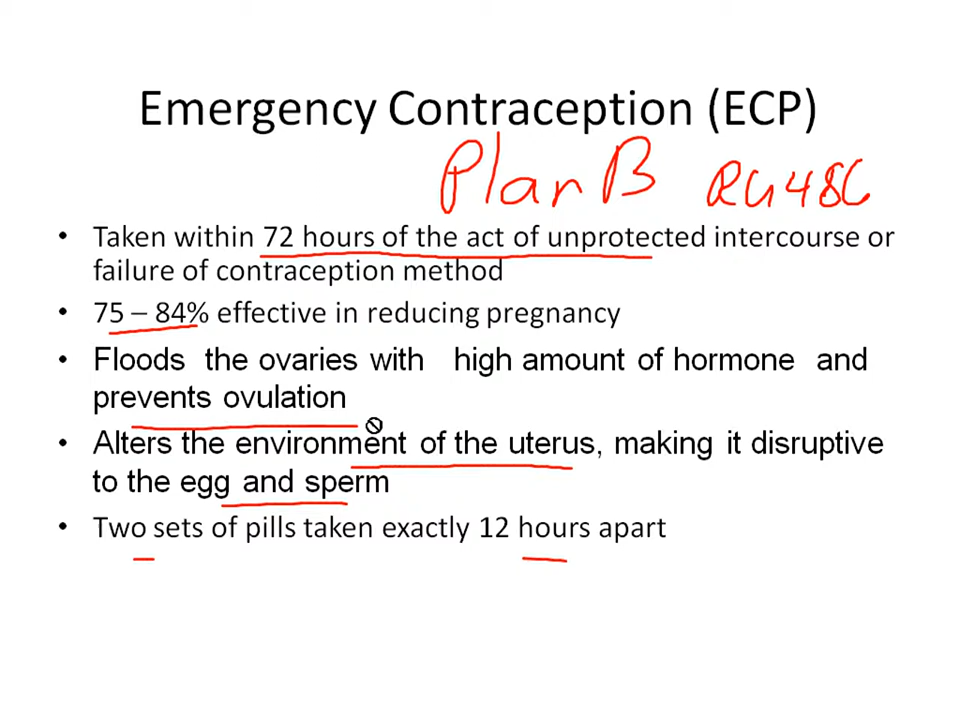 Emergency Contraception (ECP)
Plan B RU486
• Taken within 72 hours of the act of unprotected intercourse or
failure of contraception method
• 75 – 84% effective in reducing pregnancy
• Floods the ovaries with high amount of hormone and
prevents ovulation
• Alters the environment of the uterus, making it disruptive
to the egg and sperm
• Two sets of pills taken exactly 12 hours apart